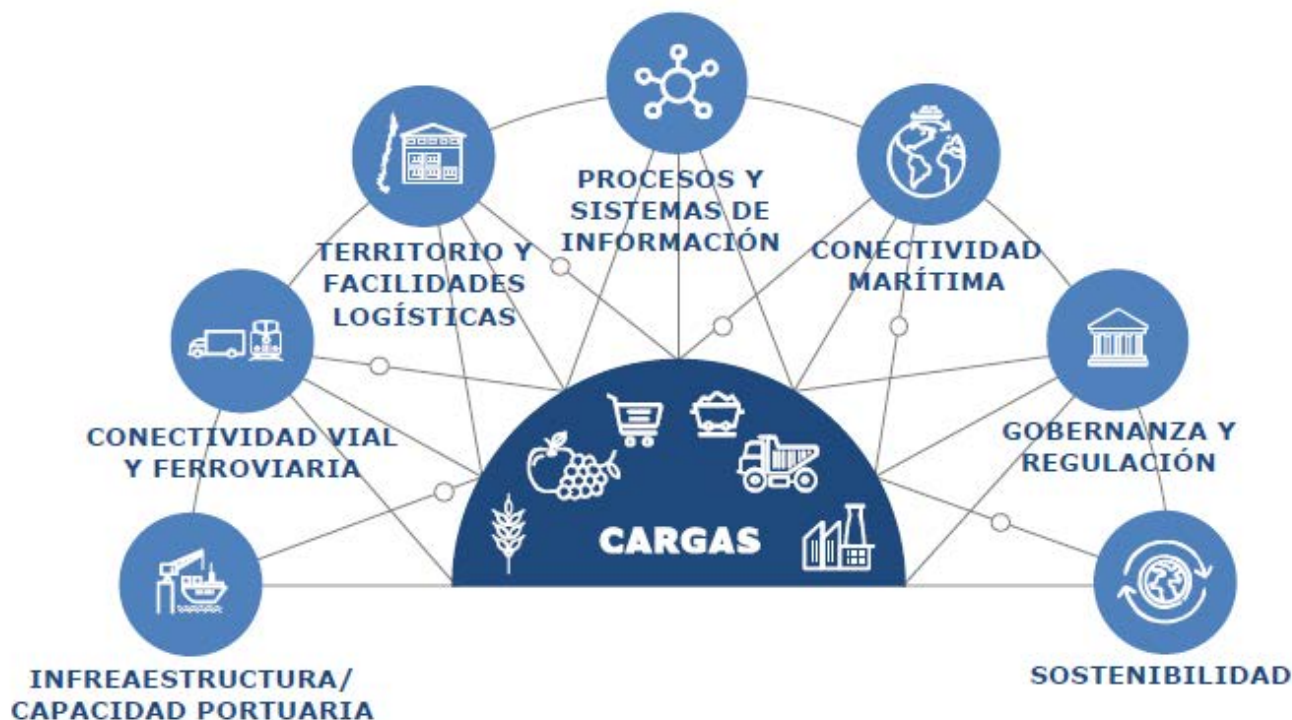 PROCESOS Y
SISTEMAS DE
INFORMACIÓN
TERRITORIO Y
FACILIDADES
LOGÍSTICAS
CONECTIVIDAD
MARÍTIMA
CONECTIVIDAD VIAL
Y FERROVIARIA
GOBERNANZA Y
REGULACIÓN
CARGAS
INFREAESTRUCTURA/
CAPACIDAD PORTUARIA
SOSTENIBILIDAD